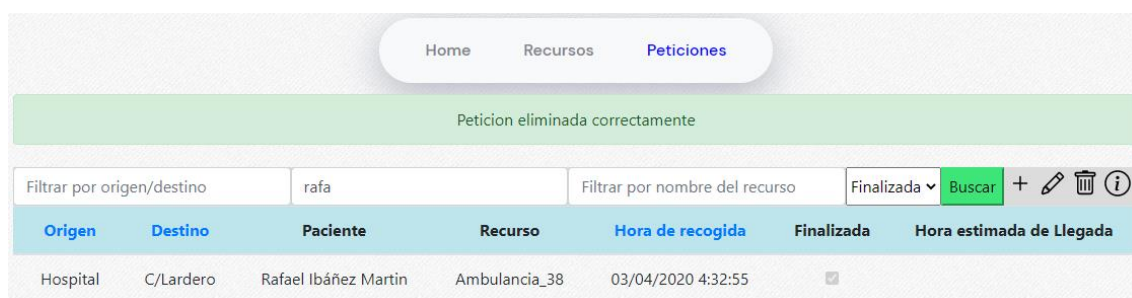 Home Recursos Peticiones
Peticion eliminada correctamente
Filtrar por origen/destino rafa Filtrar por nombre del recurso Finalizada Buscar
Origen Destino Paciente Recurso Hora de recogida Finalizada Hora estimada de Llegada
Hospital C/Lardero Rafael Ibáñez Martin Ambulancia_38 03/04/2020 4:32:55